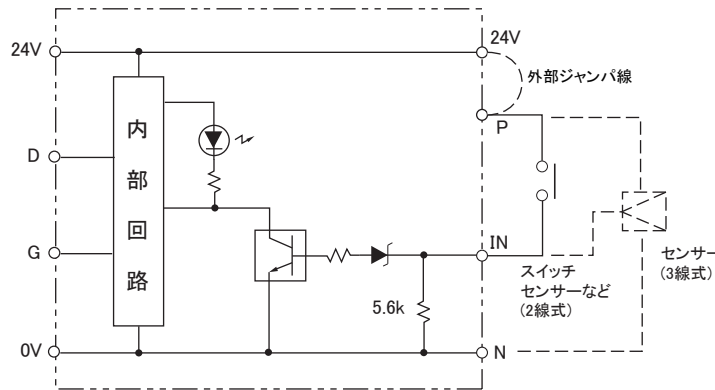 24V
24V
外部ジャンパ線
P
内部回路
D
G
IN
スイッチ
センサーなど
(2線式)
センサー
(3線式)
5.6k
0V
N